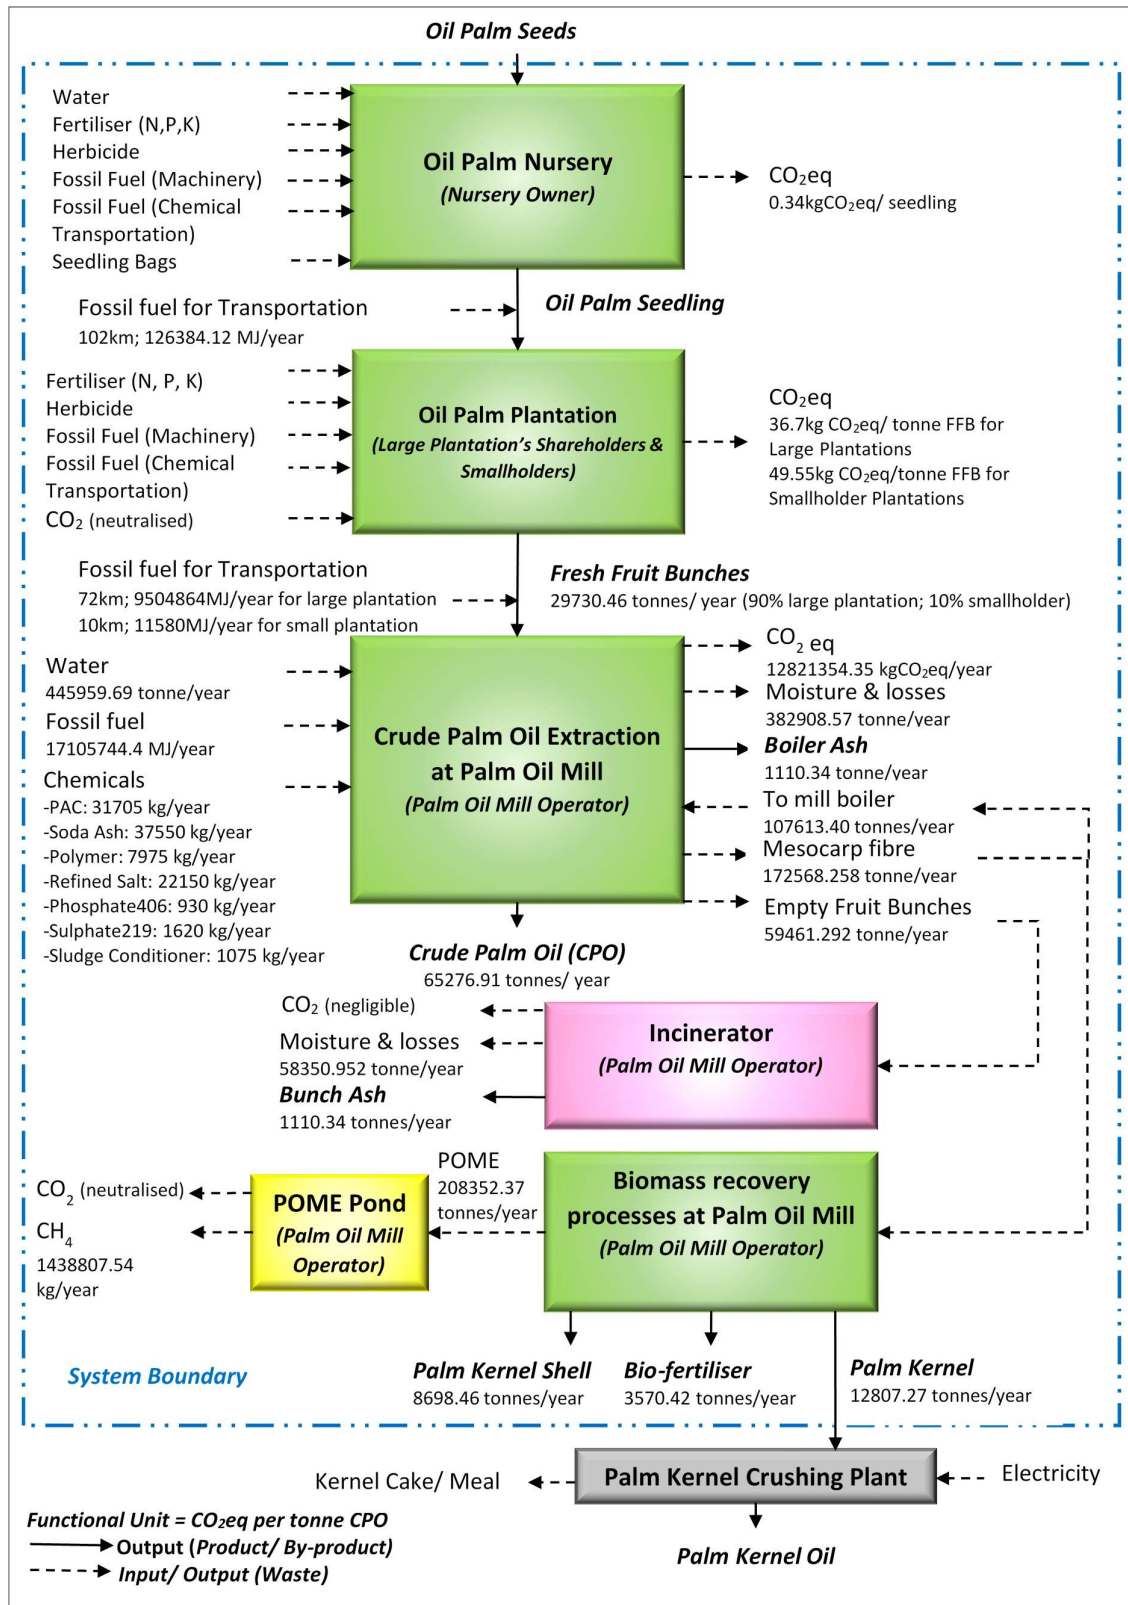 Oil Palm Seeds
Water
Fertiliser (N,P,K)
Herbicide
Fossil Fuel (Machinery)
Fossil Fuel (Chemical
Transportation)
Seedling Bags
Oil Palm Nursery
(Nursery Owner)
CO2eq
0.34kgCO2eq/ seedling
Fossil fuel for Transportation
102km; 126384.12 MJ/year
Oil Palm Seedling
Fertiliser (N, P, K)
Herbicide
Fossil Fuel (Machinery)
Fossil Fuel (Chemical
Transportation)
CO2 (neutralised)
Oil Palm Plantation
(Large Plantation's Shareholders &
Smallholders)
CO2eq
36.7kg CO2eq/ tonne FFB for
Large Plantations
49.55kg CO2eq/tonne FFB for
Smallholder Plantations
Fossil fuel for Transportation
72km; 9504864MJ/year for large plantation
10km; 11580MJ/year for small plantation
Fresh Fruit Bunches
29730.46 tonnes/ year (90% large plantation; 10% smallholder)
Water
445959.69 tonne/year
Fossil fuel
17105744.4 MJ/year
Chemicals
-PAC: 31705 kg/year
-Soda Ash: 37550 kg/year
-Polymer: 7975 kg/year
-Refined Salt: 22150 kg/year
-Phosphate406: 930 kg/year
-Sulphate219: 1620 kg/year
-Sludge Conditioner: 1075 kg/year
Crude Palm Oil Extraction
at Palm Oil Mill
(Palm Oil Mill Operator)
CO2 eq
12821354.35 kgCO2eq/year
Moisture & losses
382908.57 tonne/year
Boiler Ash
1110.34 tonne/year
To mill boiler
107613.40 tonnes/year
Mesocarp fibre
172568.258 tonne/year
Empty Fruit Bunches
59461.292 tonne/year
Crude Palm Oil (CPO)
65276.91 tonnes/ year
CO2 (negligible)
Moisture & losses
58350.952 tonne/year
Bunch Ash
1110.34 tonnes/year
Incinerator
(Palm Oil Mill Operator)
CO2 (neutralised)
CH4
1438807.54
kg/year
POME Pond
(Palm Oil Mill
Operator)
POME
208352.37
tonnes/year
Biomass recovery
processes at Palm Oil Mill
(Palm Oil Mill Operator)
System Boundary
Palm Kernel Shell
8698.46 tonnes/year
Bio-fertiliser
3570.42 tonnes/year
Palm Kernel
12807.27 tonnes/year
Kernel Cake/ Meal
Palm Kernel Crushing Plant
Electricity
Palm Kernel Oil
Functional Unit = CO2eq per tonne CPO
Output (Product/ By-product)
Input/ Output (Waste)